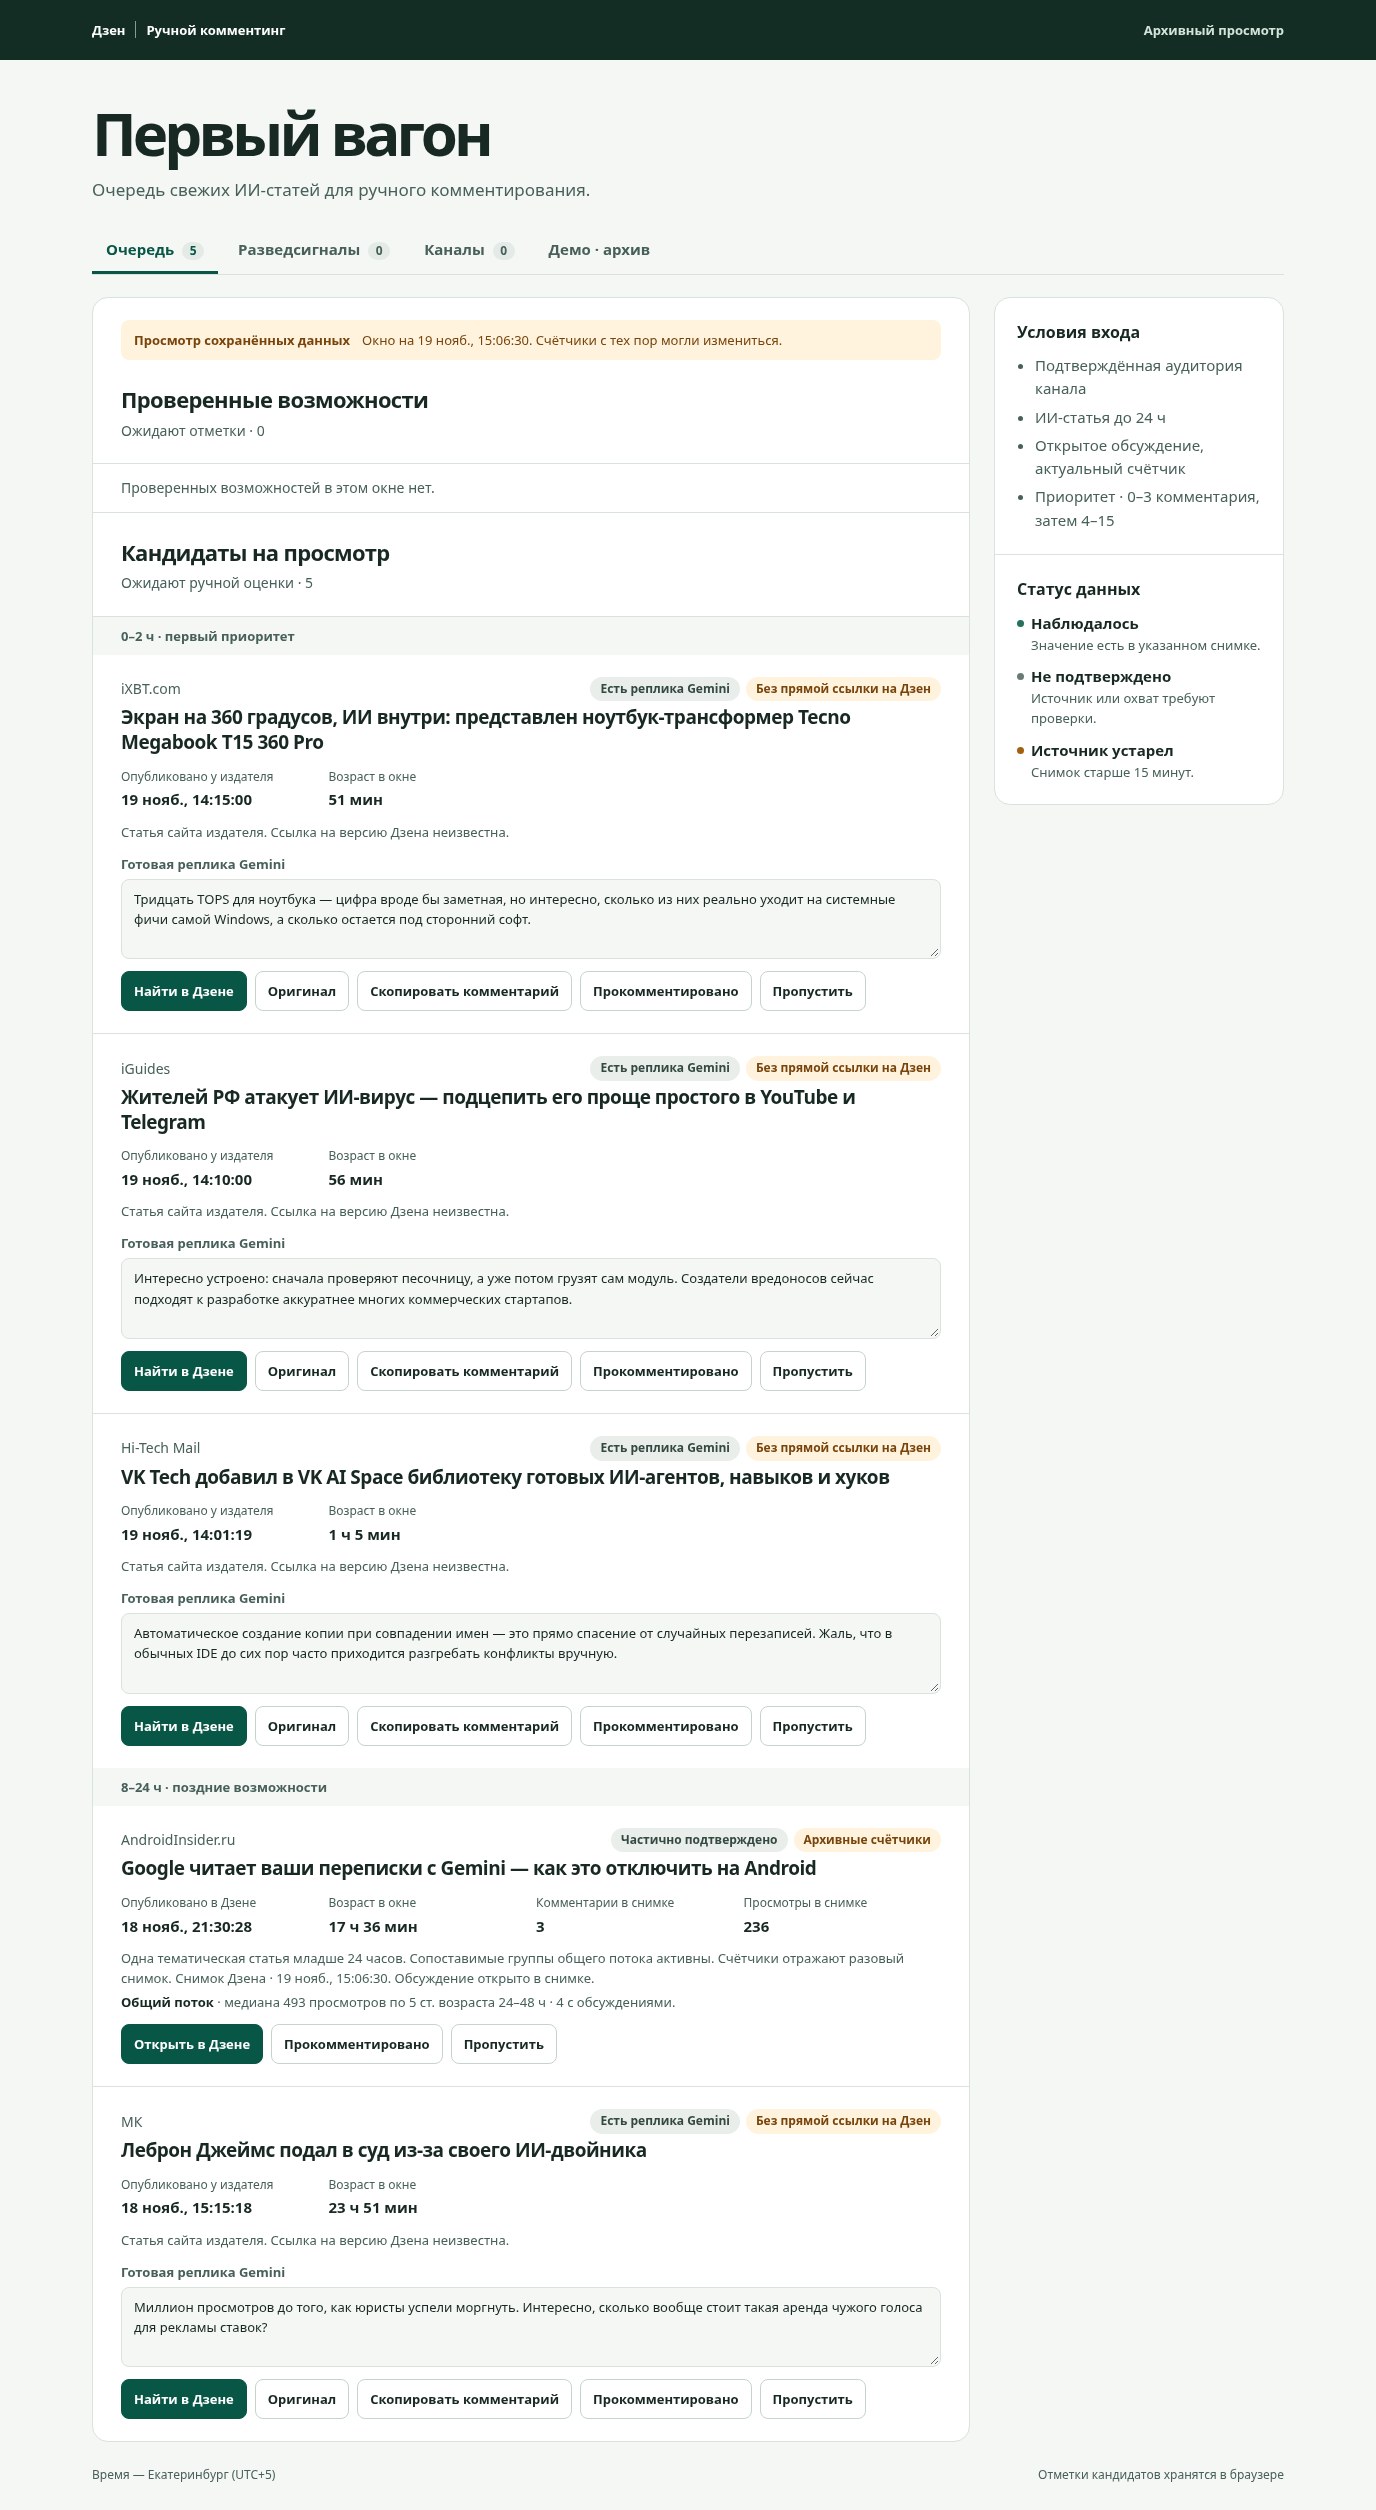 Дзен
Ручной комментинг
Архивный просмотр
Первый вагон
Очередь свежих ИИ-статей для ручного комментирования.
Очередь 5
Разведсигналы 0
Каналы 0
Демо · архив
Просмотр сохранённых данных Окно на 19 нояб., 15:06:30. Счётчики с тех пор могли измениться.
Проверенные возможности
Ожидают отметки · 0
Проверенных возможностей в этом окне нет.
Кандидаты на просмотр
Ожидают ручной оценки · 5
0–2 ч · первый приоритет
iXBT.com
Есть реплика Gemini
Без прямой ссылки на Дзен
Экран на 360 градусов, ИИ внутри: представлен ноутбук-трансформер Tecno
Megabook T15 360 Pro
Опубликовано у издателя
Возраст в окне
19 нояб., 14:15:00
51 мин
Статья сайта издателя. Ссылка на версию Дзена неизвестна.
Готовая реплика Gemini
Тридцать TOPS для ноутбука — цифра вроде бы заметная, но интересно, сколько из них реально уходит на системные
фичи самой Windows, а сколько остается под сторонний софт.
Найти в Дзене
Оригинал
Скопировать комментарий
Прокомментировано
Пропустить
iGuides
Есть реплика Gemini
Без прямой ссылки на Дзен
Жителей РФ атакует ИИ-вирус — подцепить его проще простого в YouTube и
Telegram
Опубликовано у издателя
Возраст в окне
19 нояб., 14:10:00
56 мин
Статья сайта издателя. Ссылка на версию Дзена неизвестна.
Готовая реплика Gemini
Интересно устроено: сначала проверяют песочницу, а уже потом грузят сам модуль. Создатели вредоносов сейчас
подходят к разработке аккуратнее многих коммерческих стартапов.
Найти в Дзене
Оригинал
Скопировать комментарий
Прокомментировано
Пропустить
Hi-Tech Mail
Есть реплика Gemini
Без прямой ссылки на Дзен
VK Tech добавил в VK AI Space библиотеку готовых ИИ-агентов, навыков и хуков
Опубликовано у издателя
Возраст в окне
19 нояб., 14:01:19
1 ч 5 мин
Статья сайта издателя. Ссылка на версию Дзена неизвестна.
Готовая реплика Gemini
Автоматическое создание копии при совпадении имен — это прямо спасение от случайных перезаписей. Жаль, что в
обычных IDE до сих пор часто приходится разгребать конфликты вручную.
Найти в Дзене
Оригинал
Скопировать комментарий
Прокомментировано
Пропустить
8–24 ч · поздние возможности
AndroidInsider.ru
Частично подтверждено
Архивные счётчики
Google читает ваши переписки с Gemini — как это отключить на Android
Опубликовано в Дзене
Возраст в окне
Комментарии в снимке
Просмотры в снимке
18 нояб., 21:30:28
17 ч 36 мин
3
236
Одна тематическая статья младше 24 часов. Сопоставимые группы общего потока активны. Счётчики отражают разовый
снимок. Снимок Дзена · 19 нояб., 15:06:30. Обсуждение открыто в снимке.
Общий поток · медиана 493 просмотров по 5 ст. возраста 24–48 ч · 4 с обсуждениями.
Открыть в Дзене
Прокомментировано
Пропустить
МК
Есть реплика Gemini
Без прямой ссылки на Дзен
Леброн Джеймс подал в суд из-за своего ИИ-двойника
Опубликовано у издателя
Возраст в окне
18 нояб., 15:15:18
23 ч 51 мин
Статья сайта издателя. Ссылка на версию Дзена неизвестна.
Готовая реплика Gemini
Миллион просмотров до того, как юристы успели моргнуть. Интересно, сколько вообще стоит такая аренда чужого голоса
для рекламы ставок?
Найти в Дзене
Оригинал
Скопировать комментарий
Прокомментировано
Пропустить
Условия входа
Подтверждённая аудитория
канала
ИИ-статья до 24 ч
Открытое обсуждение,
актуальный счётчик
Приоритет · 0–3 комментария,
затем 4–15
Статус данных
Наблюдалось
Значение есть в указанном снимке.
Не подтверждено
Источник или охват требуют
проверки.
Источник устарел
Снимок старше 15 минут.
Время — Екатеринбург (UTC+5)
Отметки кандидатов хранятся в браузере